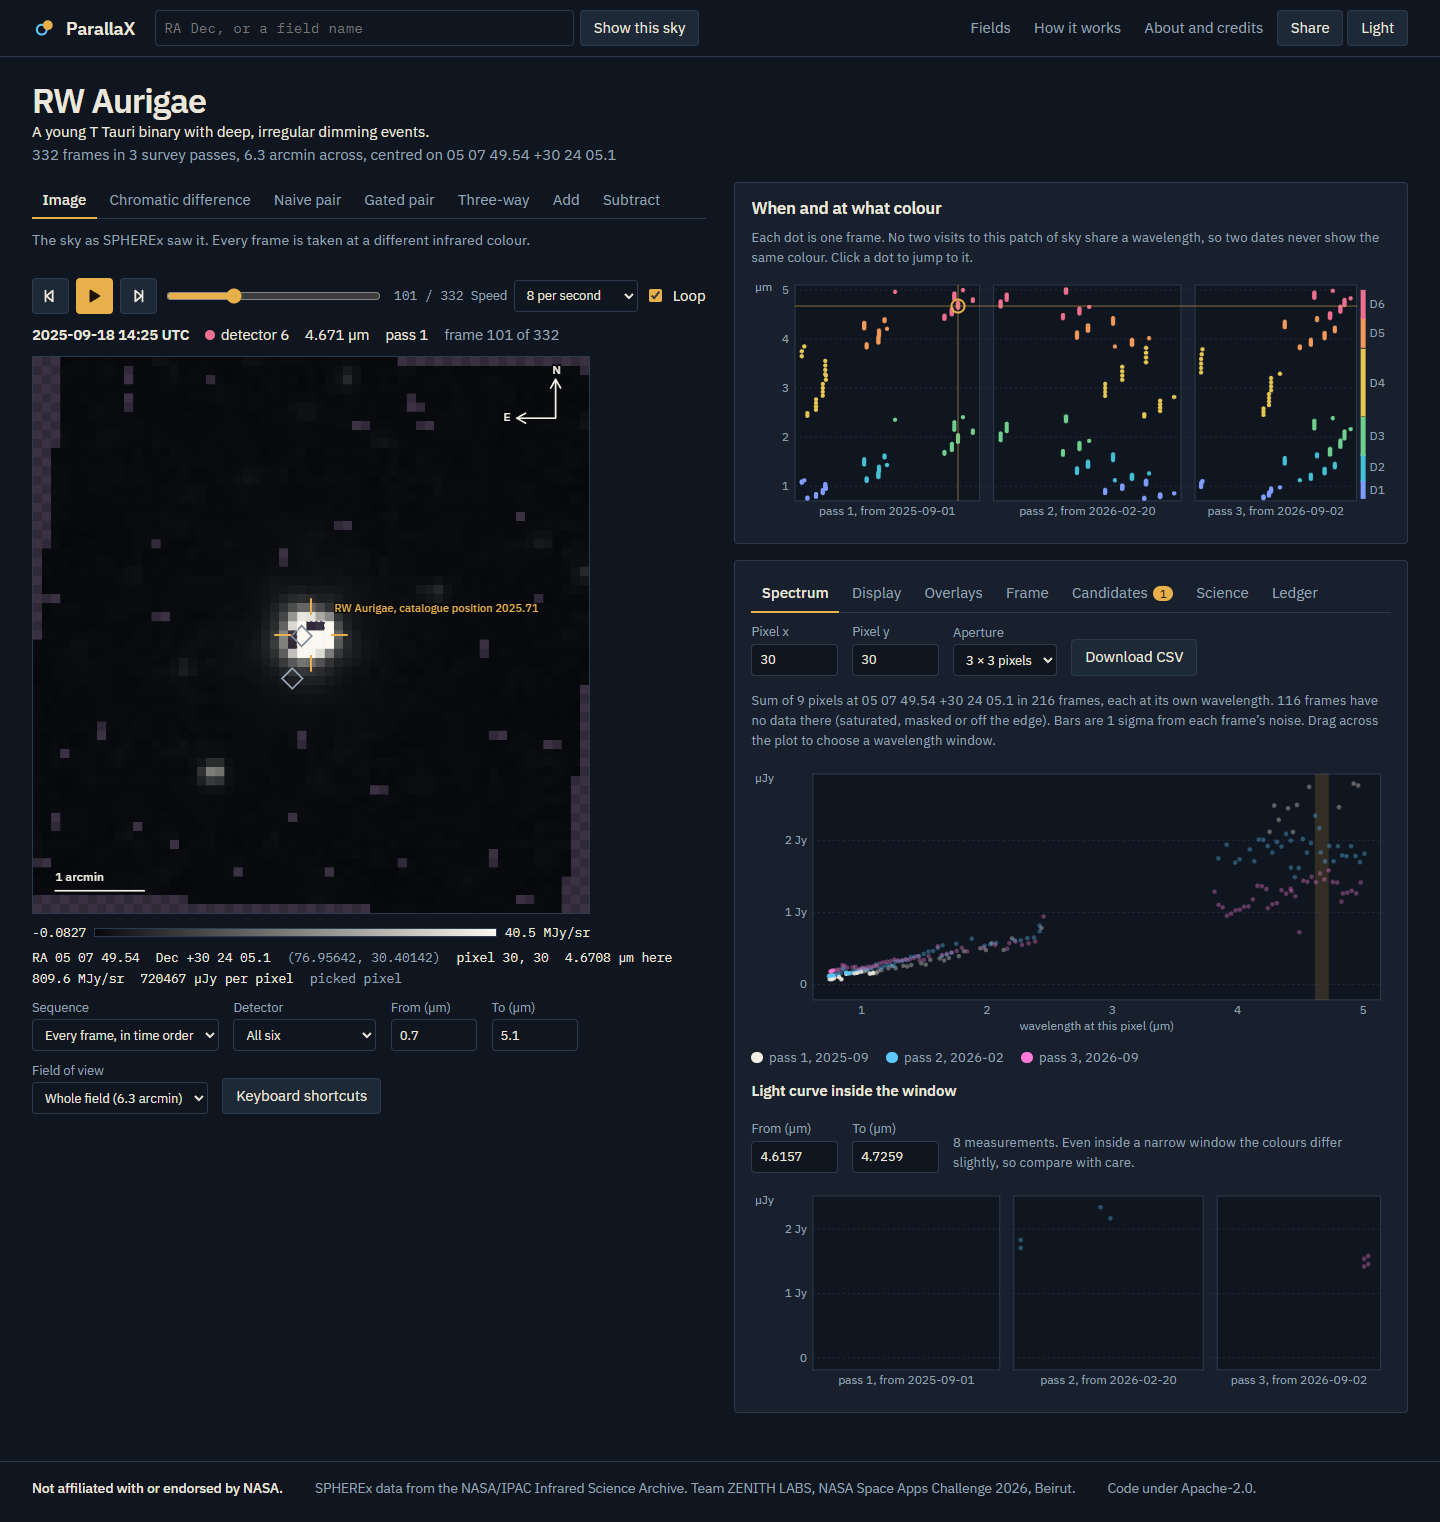 ParallaX
RA Dec, or a field name
Show this sky
Fields
How it works
About and credits
Share
Light
RW Aurigae
A young T Tauri binary with deep, irregular dimming events.
332 frames in 3 survey passes, 6.3 arcmin across, centred on 05 07 49.54 +30 24 05.1
Image
Chromatic difference
Naive pair
Gated pair
Three-way
Add
Subtract
The sky as SPHEREx saw it. Every frame is taken at a different infrared colour.
101 / 332
Speed
8 per second
Loop
2025-09-18 14:25 UTC
detector 6
4.671 µm
pass 1
frame 101 of 332
N
E
RW Aurigae, catalogue position 2025.71
1 arcmin
-0.0827
40.5 MJy/sr
RA 05 07 49.54 Dec +30 24 05.1 (76.95642, 30.40142) pixel 30, 30 4.6708 µm here
809.6 MJy/sr 720467 µJy per pixel picked pixel
Sequence
Detector
From (µm)
To (µm)
Every frame, in time order
All six
0.7
5.1
Field of view
Whole field (6.3 arcmin)
Keyboard shortcuts
When and at what colour
Each dot is one frame. No two visits to this patch of sky share a wavelength, so two dates never show the
same colour. Click a dot to jump to it.
µm
5
4
3
2
1
D6
D5
D4
D3
D2
D1
pass 1, from 2025-09-01
pass 2, from 2026-02-20
pass 3, from 2026-09-02
Spectrum
Display
Overlays
Frame
Candidates 1
Science
Ledger
Pixel x
Pixel y
Aperture
30
30
3 × 3 pixels
Download CSV
Sum of 9 pixels at 05 07 49.54 +30 24 05.1 in 216 frames, each at its own wavelength. 116 frames have
no data there (saturated, masked or off the edge). Bars are 1 sigma from each frame’s noise. Drag across
the plot to choose a wavelength window.
µJy
2 Jy
1 Jy
0
1
2
3
4
5
wavelength at this pixel (µm)
pass 1, 2025-09
pass 2, 2026-02
pass 3, 2026-09
Light curve inside the window
From (µm)
To (µm)
4.6157
4.7259
8 measurements. Even inside a narrow window the colours differ
slightly, so compare with care.
µJy
2 Jy
1 Jy
0
pass 1, from 2025-09-01
pass 2, from 2026-02-20
pass 3, from 2026-09-02
Not affiliated with or endorsed by NASA.
SPHEREx data from the NASA/IPAC Infrared Science Archive. Team ZENITH LABS, NASA Space Apps Challenge 2026, Beirut.
Code under Apache-2.0.